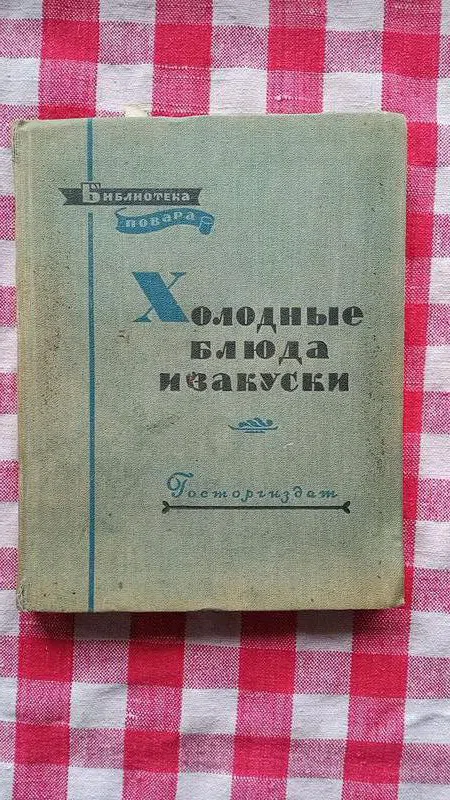 Библиотека
повара
Холодные
блюда
и закуски
Госторгиздат